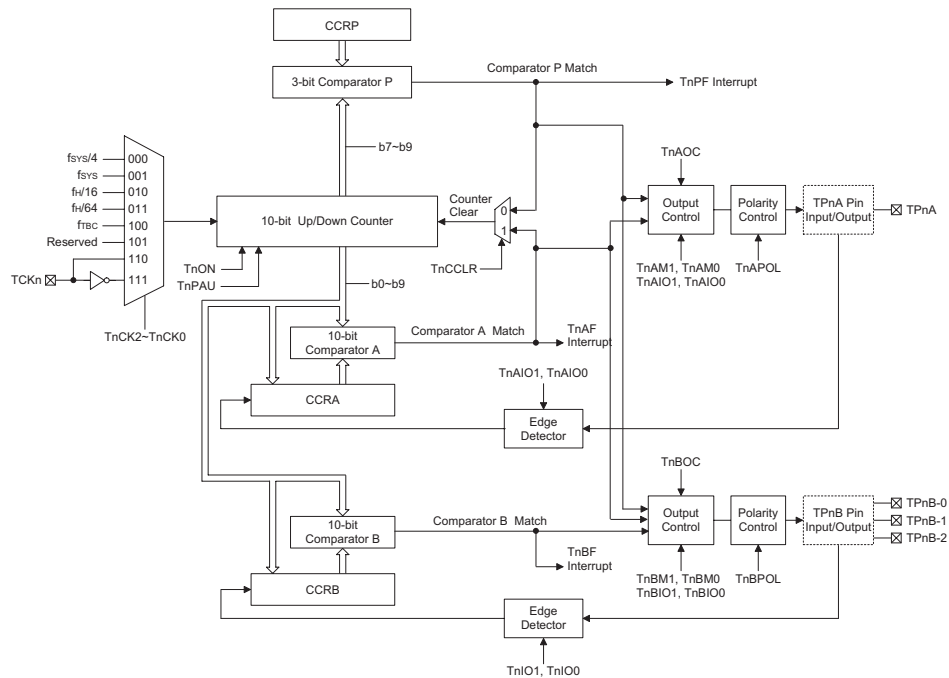 CCRP
3-bit Comparator P
Comparator P Match
TnPF Interrupt
b7~b9
fSYS/4
fSYS
fH/16
fH/64
fTBC
Reserved
TCKn
000
001
010
011
100
101
110
111
TnCK2~TnCK0
10-bit Up/Down Counter
TnON
TnPAU
b0~b9
Counter
Clear
0
1
TnCCLR
TnAOC
Output
Control
TnAM1, TnAM0
TnAIO1, TnAIO0
Polarity
Control
TnAPOL
TPnA Pin
Input/Output
TPnA
10-bit
Comparator A
Comparator A Match
TnAF
Interrupt
CCRA
TnAIO1, TnAIO0
Edge
Detector
TnBOC
Output
Control
TnBM1, TnBM0
TnBIO1, TnBIO0
Polarity
Control
TnBPOL
TPnB Pin
Input/Output
TPnB-0
TPnB-1
TPnB-2
10-bit
Comparator B
Comparator B Match
TnBF
Interrupt
CCRB
Edge
Detector
TnIO1, TnIO0